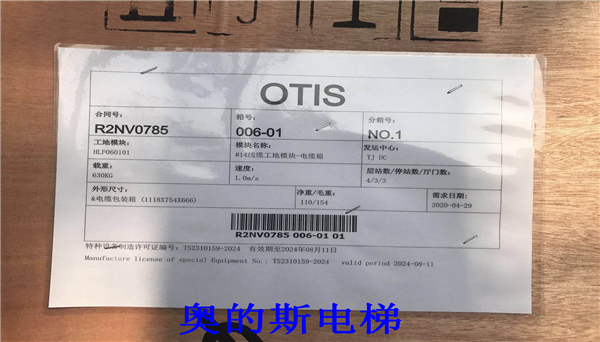 OTIS
合同号: 箱号: 分箱号:
R2NV0785 006-01 NO.1
工地模块: 模块名称: 发运中心:
HLF060101 #14线缆工地模块-电缆箱 TJ DC
载重: 速度: 层站数/停站数/厅门数:
630KG 1.0m/s 4/3/3
外形尺寸: 净重/毛重: 需求日期:
&电缆包装箱 (1118X754X666) 110/154 2020-04-29
R2NV0785 006-01 01
特种设备制造许可证编号: TS2310159-2024 有效期至2024年08月11日
Manufacture license of special Equipment No.: TS2310159-2024 valid period 2024-08-11
奥的斯电梯